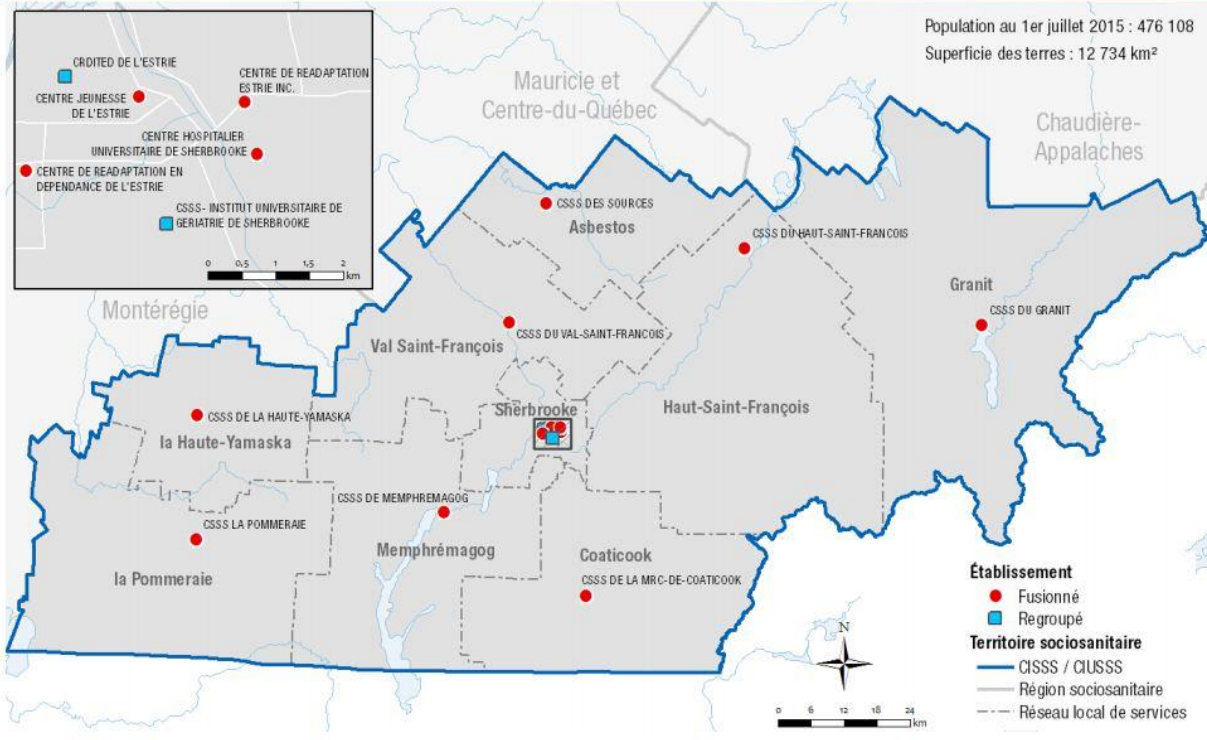 Population au 1er juillet 2015 : 476 108
Superficie des terres : 12 734 km²
CRDITED DE L'ESTRIE
CENTRE JEUNESSE
DE L'ESTRIE
CENTRE DE READAPTATION
ESTRIE INC.
CENTRE HOSPITALIER
UNIVERSITAIRE DE SHERBROOKE
CENTRE DE READAPTATION EN
DEPENDANCE DE L'ESTRIE
CSSS- INSTITUT UNIVERSITAIRE DE
GERIATRIE DE SHERBROOKE
0 0,5 1 1,5 2
km
Mauricie et
Centre-du-Québec
Chaudière-
Appalaches
Montérégie
CSSS DES SOURCES
Asbestos
CSSS DU HAUT-SAINT-FRANCOIS
Granit
CSSS DU GRANIT
CSSS DU VAL-SAINT-FRANCOIS
Val Saint-François
Sherbrooke
Haut-Saint-François
CSSS DE LA HAUTE-YAMASKA
la Haute-Yamaska
CSSS DE MEMPHREMAGOG
CSSS LA POMMERAIE
Memphrémagog
Coaticook
la Pommeraie
CSSS DE LA MRC-DE-COATICOOK
Établissement
Fusionné
Regroupé
Territoire sociosanitaire
CISSS / CIUSSS
Région sociosanitaire
Réseau local de services
N
0 6 12 18 24
km